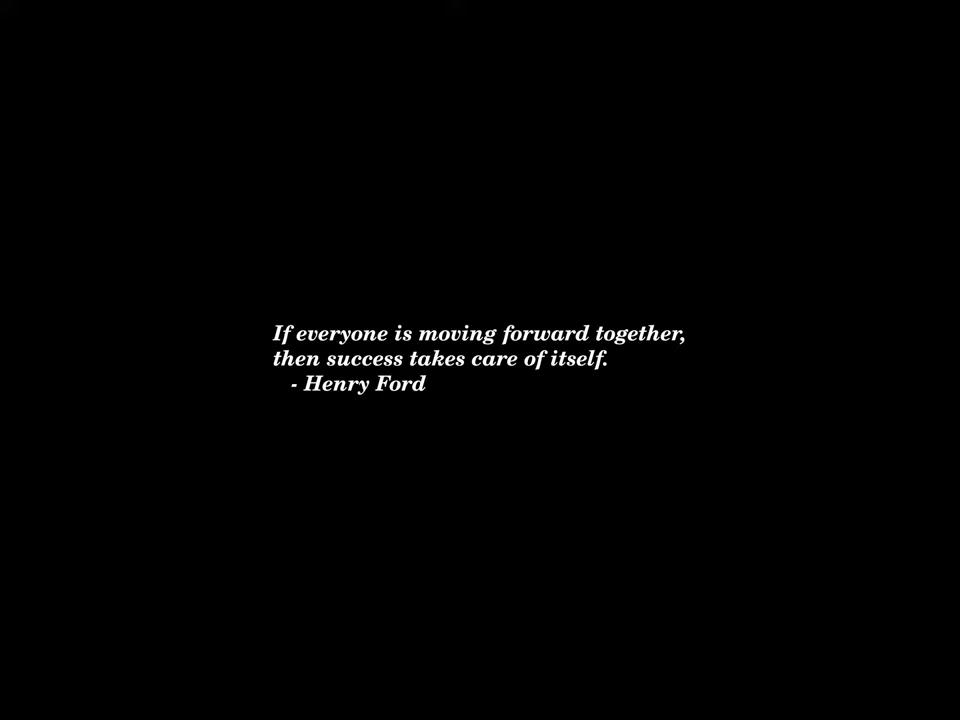 If everyone is moving forward together,
then success takes care of itself.
- Henry Ford